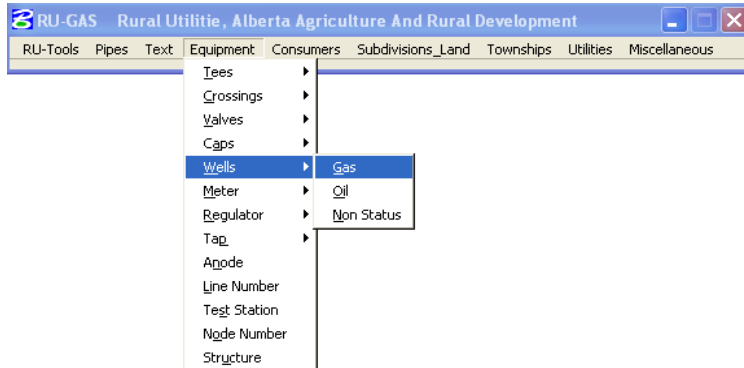 RU-GAS Rural Utilitie, Alberta Agriculture And Rural Development
RU-Tools Pipes Text Equipment Consumers Subdivisions_Land Townships Utilities Miscellaneous
Tees
Crossings
Valves
Caps
Wells Gas
Meter Oil
Regulator Non Status
Tap
Anode
Line Number
Test Station
Node Number
Structure